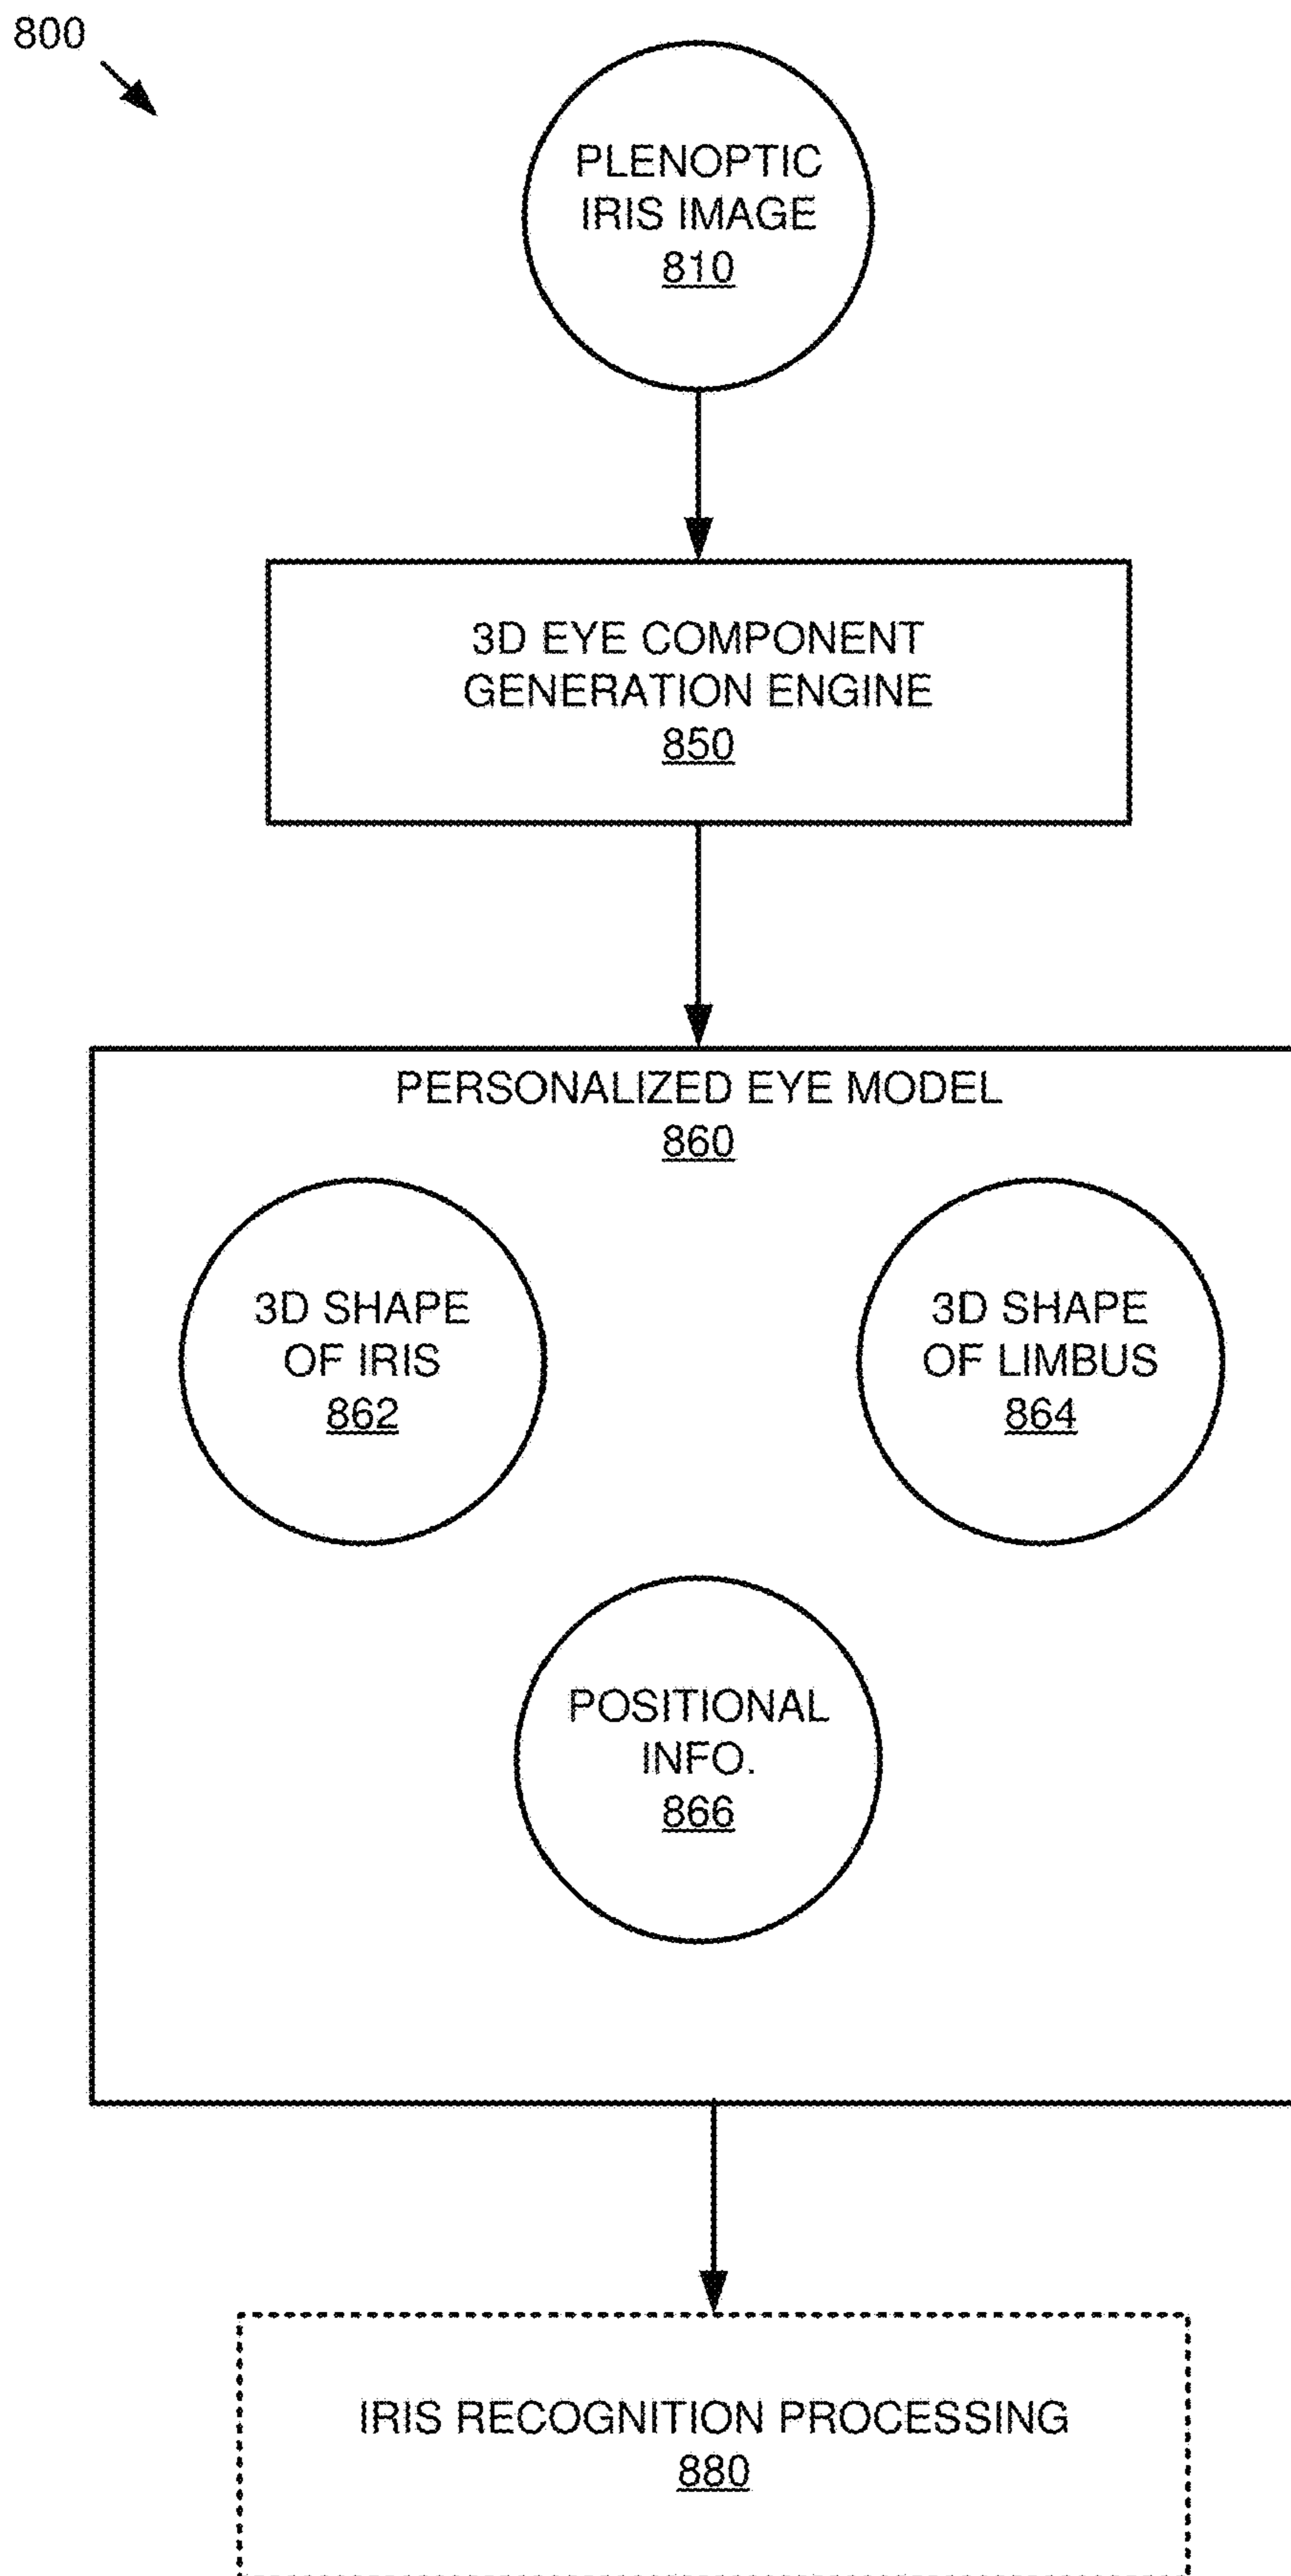 800
PLENOPTIC
IRIS IMAGE
810
3D EYE COMPONENT
GENERATION ENGINE
850
PERSONALIZED EYE MODEL
860
3D SHAPE
OF IRIS
862
3D SHAPE
OF LIMBUS
864
POSITIONAL
INFO.
866
IRIS RECOGNITION PROCESSING
880